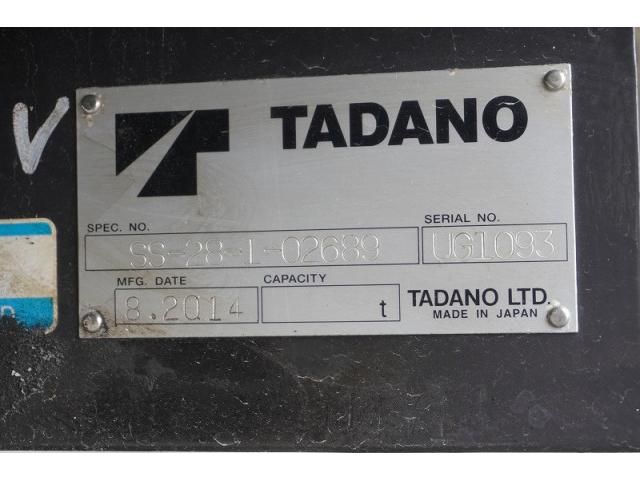 V
TADANO
SPEC. NO.
SERIAL NO.
SS-28-1-02689
UG1093
MFG. DATE
CAPACITY
8.2014
t
TADANO LTD.
MADE IN JAPAN